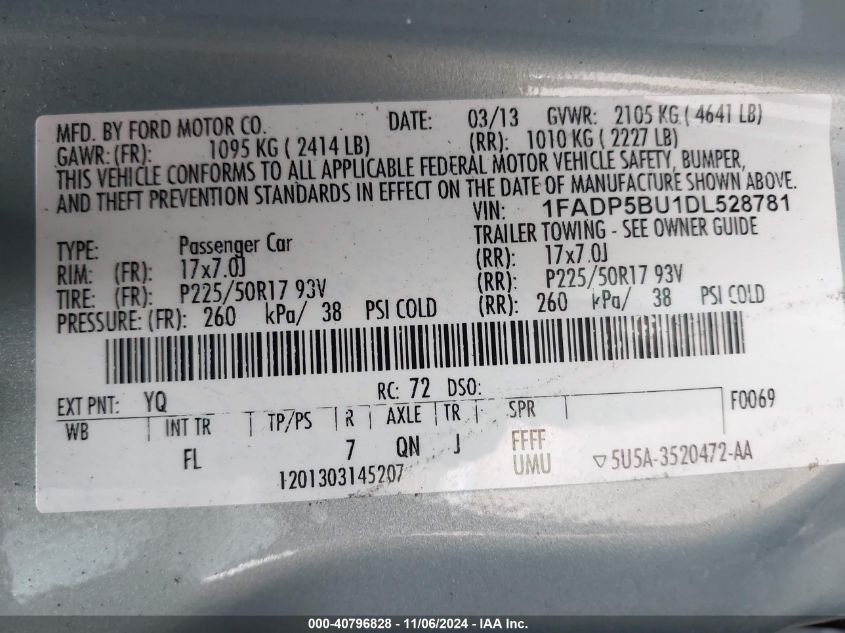 MFD. BY FORD MOTOR CO. DATE: 03/13 GVWR: 2105 KG ( 4641 LB)
GAWR: (FR): 1095 KG ( 2414 LB) (RR): 1010 KG ( 2227 LB)
THIS VEHICLE CONFORMS TO ALL APPLICABLE FEDERAL MOTOR VEHICLE SAFETY, BUMPER,
AND THEFT PREVENTION STANDARDS IN EFFECT ON THE DATE OF MANUFACTURE SHOWN ABOVE.
VIN: 1FADP5BU1DL528781
TYPE: Passenger Car TRAILER TOWING - SEE OWNER GUIDE
RIM: (FR): 17x7.0J (RR): 17x7.0J
TIRE: (FR): P225/50R17 93V (RR): P225/50R17 93V
PRESSURE: (FR): 260 kPa/ 38 PSI COLD (RR): 260 kPa/ 38 PSI COLD
EXT PNT: YQ RC: 72 DSO: F0069
WB INT TR TP/PS R AXLE TR SPR
FL 7 QN J FFFF
UMU ▽5U5A-3520472-AA
1201303145207
000-40796828 - 11/06/2024 - IAA Inc.